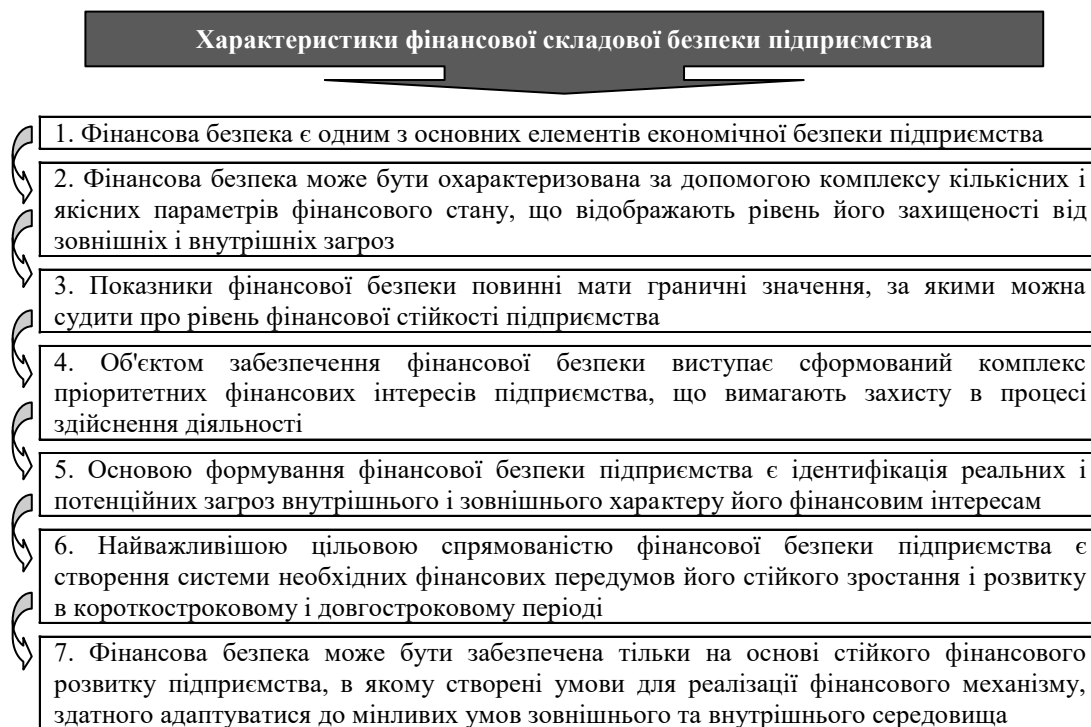 Характеристики фінансової складової безпеки підприємства
1. Фінансова безпека є одним з основних елементів економічної безпеки підприємства
2. Фінансова безпека може бути охарактеризована за допомогою комплексу кількісних і
якісних параметрів фінансового стану, що відображають рівень його захищеності від
зовнішніх і внутрішніх загроз
3. Показники фінансової безпеки повинні мати граничні значення, за якими можна
судити про рівень фінансової стійкості підприємства
4. Об'єктом забезпечення фінансової безпеки виступає сформований комплекс
пріоритетних фінансових інтересів підприємства, що вимагають захисту в процесі
здійснення діяльності
5. Основою формування фінансової безпеки підприємства є ідентифікація реальних і
потенційних загроз внутрішнього і зовнішнього характеру його фінансовим інтересам
6. Найважливішою цільовою спрямованістю фінансової безпеки підприємства є
створення системи необхідних фінансових передумов його стійкого зростання і розвитку
в короткостроковому і довгостроковому періоді
7. Фінансова безпека може бути забезпечена тільки на основі стійкого фінансового
розвитку підприємства, в якому створені умови для реалізації фінансового механізму,
здатного адаптуватися до мінливих умов зовнішнього та внутрішнього середовища